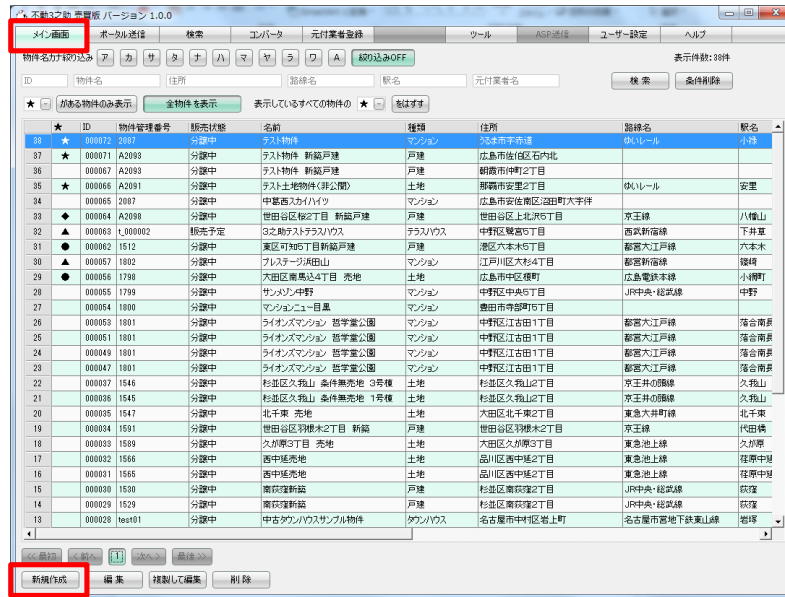 不動3之助 売買版 バージョン 1.0.0
メイン画面 ポータル送信 検索 コンバータ 元付業者登録 ツール ASP送信 ユーザー設定 ヘルプ
物件名カナ絞り込み ア カ サ タ ナ ハ マ ヤ ラ ワ A 絞り込みOFF 表示件数:38件
ID 物件名 住所 路線名 駅名 元付業者名 検 索 条件削除
★ がある物件のみ表示 全物件を表示 表示しているすべての物件の ★ をはずす
★ ID 物件管理番号 販売状態 名前 種類 住所 路線名 駅名
38 ★ 000072 2087 分譲中 テスト物件 マンション うるま市字赤道 ゆいレール 小禄
37 ★ 000071 A2093 分譲中 テスト物件 新築戸建 戸建 広島市佐伯区石内北
36 000067 A2093 分譲中 テスト物件 新築戸建 戸建 朝霞市仲町2丁目
35 ★ 000066 A2091 分譲中 テスト土地物件(非公開) 土地 那覇市安里2丁目 ゆいレール 安里
34 000065 2087 分譲中 中葛西スカイハイツ マンション 広島市安佐南区沼田町大字伴
33 ◆ 000064 A2098 分譲中 世田谷区桜2丁目 新築戸建 戸建 世田谷区上北沢5丁目 京王線 八幡山
32 ▲ 000063 t_000002 販売予定 3之助テストテラスハウス テラスハウス 中野区鷺宮5丁目 西武新宿線 下井草
31 ● 000062 1512 分譲中 東区可知5丁目新築戸建 戸建 港区六本木5丁目 都営大江戸線 六本木
30 ▲ 000057 1802 分譲中 プレステージ浜田山 マンション 江戸川区大杉4丁目 都営新宿線 篠崎
29 ● 000056 1798 分譲中 大田区南馬込4丁目 売地 土地 広島市中区榎町 広島電鉄本線 小網町
28 000055 1799 分譲中 サンメゾン中野 マンション 中野区中央5丁目 JR中央・総武線 中野
27 000054 1800 分譲中 マンションニュー目黒 マンション 豊田市寺部町5丁目
26 000053 1801 分譲中 ライオンズマンション 哲学堂公園 マンション 中野区江古田1丁目 都営大江戸線 落合南長
25 000051 1801 分譲中 ライオンズマンション 哲学堂公園 マンション 中野区江古田1丁目 都営大江戸線 落合南長
24 000049 1801 分譲中 ライオンズマンション 哲学堂公園 マンション 中野区江古田1丁目 都営大江戸線 落合南長
23 000047 1801 分譲中 ライオンズマンション 哲学堂公園 マンション 中野区江古田1丁目 都営大江戸線 落合南長
22 000037 1546 分譲中 杉並区久我山 条件無売地 3号棟 土地 杉並区久我山2丁目 京王井の頭線 久我山
21 000036 1545 分譲中 杉並区久我山 条件無売地 1号棟 土地 杉並区久我山2丁目 京王井の頭線 久我山
20 000035 1547 分譲中 北千束 売地 土地 大田区北千束2丁目 東急大井町線 北千束
19 000034 1591 分譲中 世田谷区羽根木2丁目 新築 戸建 世田谷区羽根木2丁目 京王線 代田橋
18 000033 1589 分譲中 久が原3丁目 売地 土地 大田区久が原3丁目 東急池上線 久が原
17 000032 1566 分譲中 西中延売地 土地 品川区西中延2丁目 東急池上線 荏原中延
16 000031 1565 分譲中 西中延売地 土地 品川区西中延2丁目 東急池上線 荏原中延
15 000030 1530 分譲中 南荻窪新築 戸建 杉並区南荻窪2丁目 JR中央・総武線 荻窪
14 000029 1529 分譲中 南荻窪新築 戸建 杉並区南荻窪2丁目 JR中央・総武線 荻窪
13 000028 test01 分譲中 中古タウンハウスサンプル物件 タウンハウス 名古屋市中村区岩上町 名古屋市営地下鉄東山線 岩塚
<< 最初 < 前へ 1 次へ > 最後 >>
新規作成 編 集 複製して編集 削 除